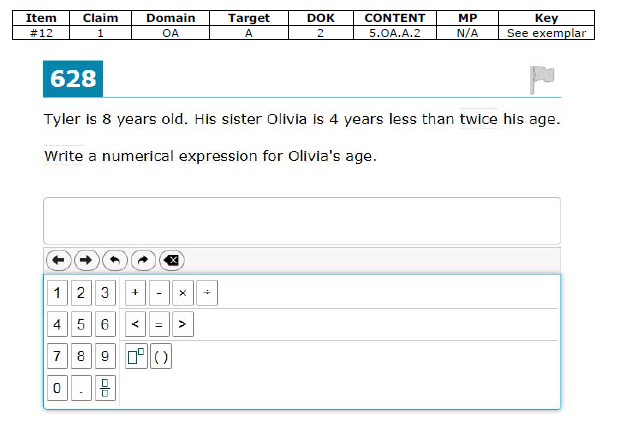 Item Claim Domain Target DOK CONTENT MP Key
#12 1 OA A 2 5.OA.A.2 N/A See exemplar
628
Tyler is 8 years old. His sister Olivia is 4 years less than twice his age.
Write a numerical expression for Olivia's age.
1 2 3 + - × ÷
4 5 6 < = >
7 8 9 ( )
0 .